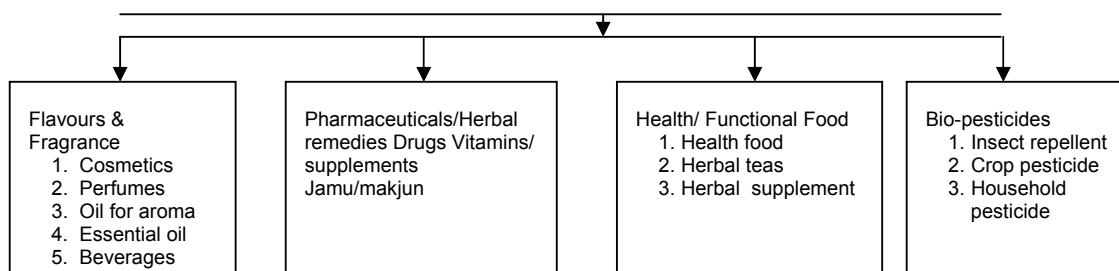 Flavours &
Fragrance
1. Cosmetics
2. Perfumes
3. Oil for aroma
4. Essential oil
5. Beverages
Pharmaceuticals/Herbal
remedies Drugs Vitamins/
supplements
Jamu/makjun
Health/ Functional Food
1. Health food
2. Herbal teas
3. Herbal supplement
Bio-pesticides
1. Insect repellent
2. Crop pesticide
3. Household
pesticide